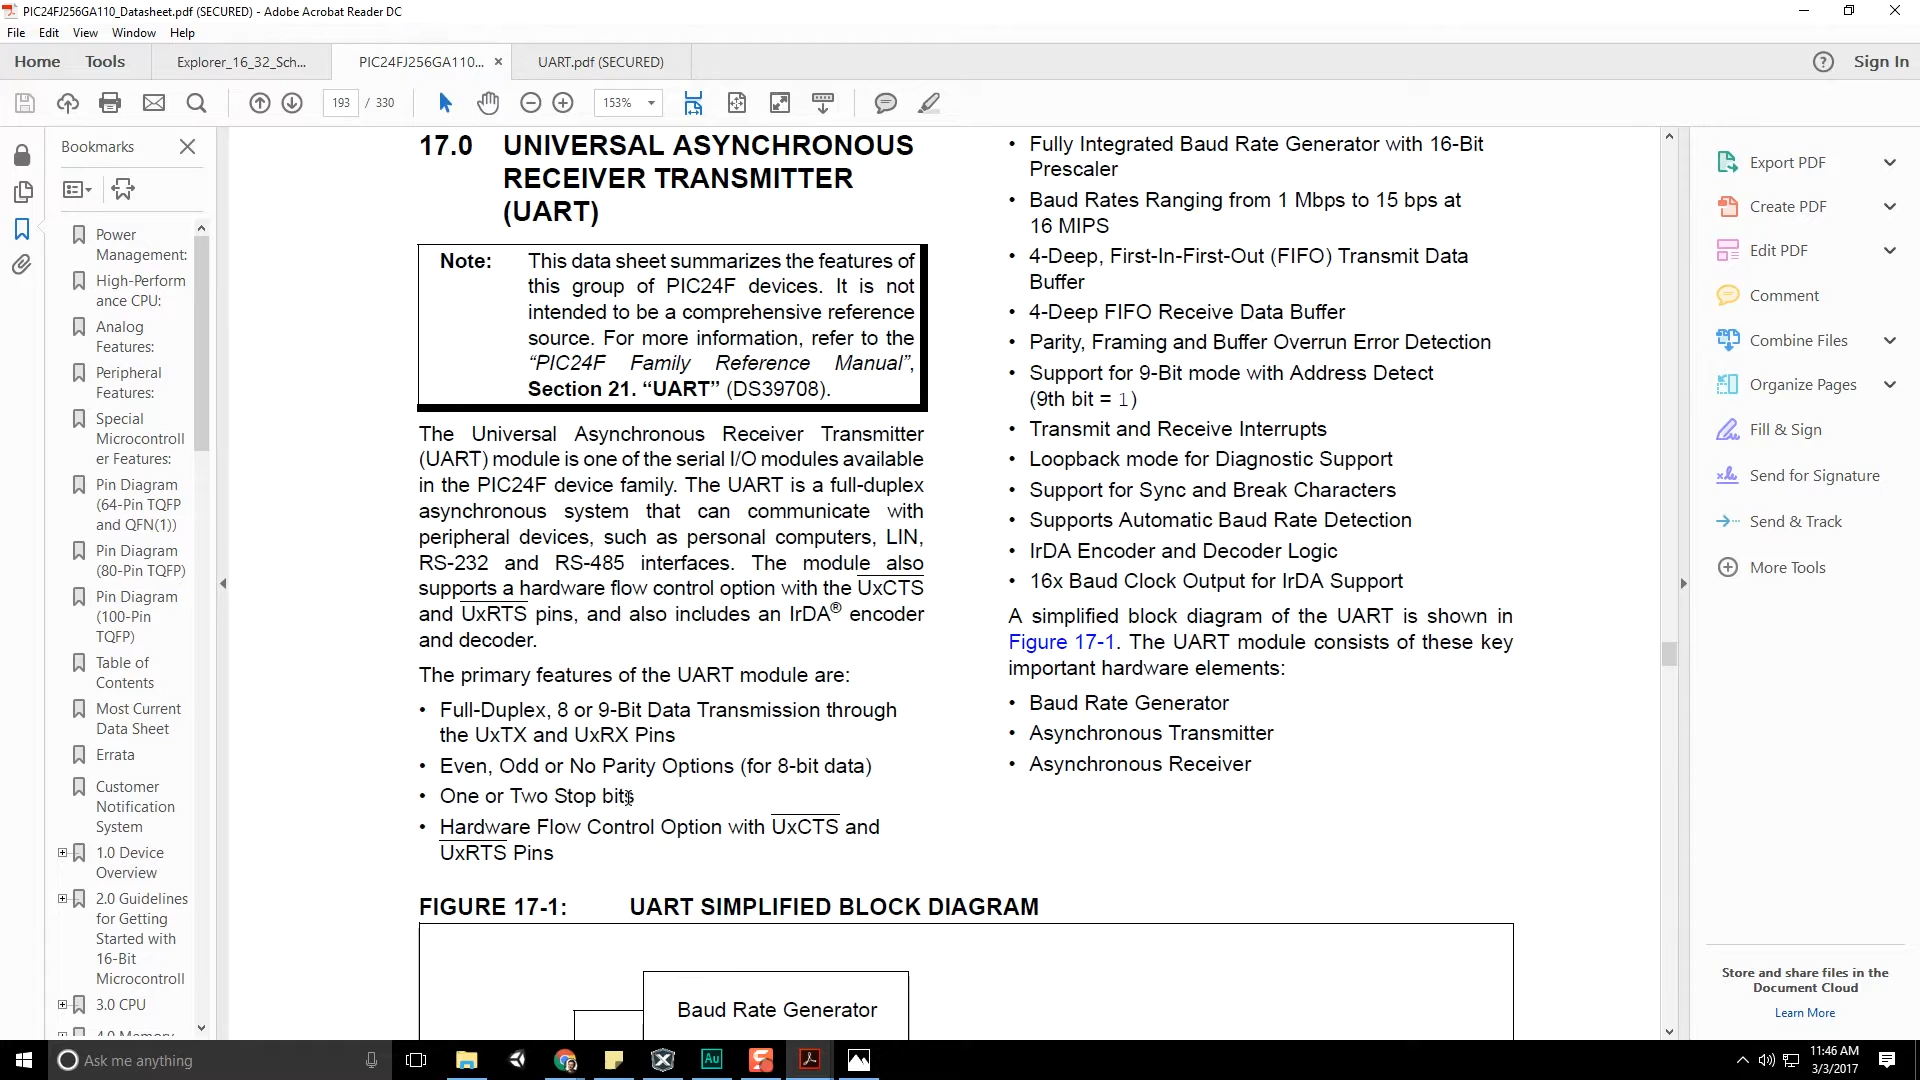 PIC24FJ256GA110_Datasheet.pdf (SECURED) - Adobe Acrobat Reader DC
File Edit View Window Help
Home Tools Explorer_16_32_Sch... PIC24FJ256GA110... × UART.pdf (SECURED) Sign In
193 / 330 153%
Bookmarks
Power
Management:
High-Perform
ance CPU:
Analog
Features:
Peripheral
Features:
Special
Microcontroll
er Features:
Pin Diagram
(64-Pin TQFP
and QFN(1))
Pin Diagram
(80-Pin TQFP)
Pin Diagram
(100-Pin
TQFP)
Table of
Contents
Most Current
Data Sheet
Errata
Customer
Notification
System
1.0 Device
Overview
2.0 Guidelines
for Getting
Started with
16-Bit
Microcontroll
3.0 CPU
4.0 Memory
17.0 UNIVERSAL ASYNCHRONOUS
RECEIVER TRANSMITTER
(UART)
Note: This data sheet summarizes the features of
this group of PIC24F devices. It is not
intended to be a comprehensive reference
source. For more information, refer to the
“PIC24F Family Reference Manual”,
Section 21. “UART” (DS39708).
The Universal Asynchronous Receiver Transmitter
(UART) module is one of the serial I/O modules available
in the PIC24F device family. The UART is a full-duplex
asynchronous system that can communicate with
peripheral devices, such as personal computers, LIN,
RS-232 and RS-485 interfaces. The module also
supports a hardware flow control option with the UxCTS
and UxRTS pins, and also includes an IrDA® encoder
and decoder.
The primary features of the UART module are:
• Full-Duplex, 8 or 9-Bit Data Transmission through
the UxTX and UxRX Pins
• Even, Odd or No Parity Options (for 8-bit data)
• One or Two Stop bits
• Hardware Flow Control Option with UxCTS and
UxRTS Pins
• Fully Integrated Baud Rate Generator with 16-Bit
Prescaler
• Baud Rates Ranging from 1 Mbps to 15 bps at
16 MIPS
• 4-Deep, First-In-First-Out (FIFO) Transmit Data
Buffer
• 4-Deep FIFO Receive Data Buffer
• Parity, Framing and Buffer Overrun Error Detection
• Support for 9-Bit mode with Address Detect
(9th bit = 1)
• Transmit and Receive Interrupts
• Loopback mode for Diagnostic Support
• Support for Sync and Break Characters
• Supports Automatic Baud Rate Detection
• IrDA Encoder and Decoder Logic
• 16x Baud Clock Output for IrDA Support
A simplified block diagram of the UART is shown in
Figure 17-1. The UART module consists of these key
important hardware elements:
• Baud Rate Generator
• Asynchronous Transmitter
• Asynchronous Receiver
FIGURE 17-1: UART SIMPLIFIED BLOCK DIAGRAM
Baud Rate Generator
Export PDF
Create PDF
Edit PDF
Comment
Combine Files
Organize Pages
Fill & Sign
Send for Signature
Send & Track
More Tools
Store and share files in the
Document Cloud
Learn More
Ask me anything
Au
11:46 AM
3/3/2017